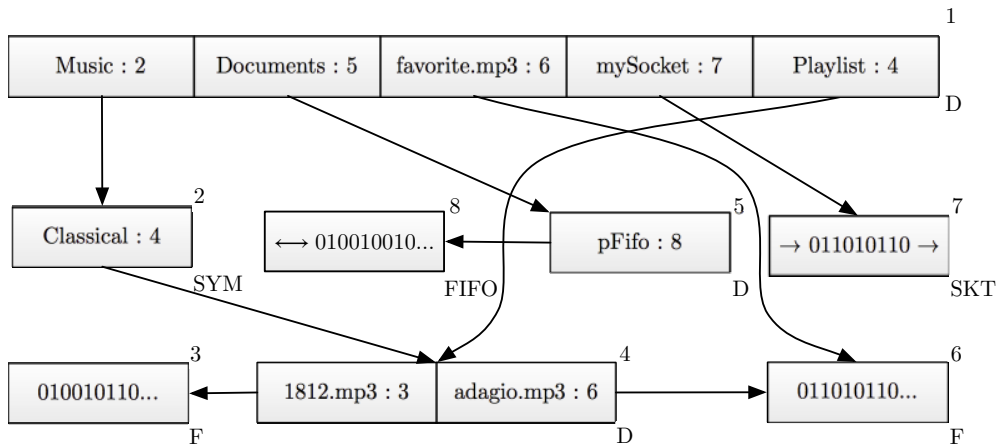 1
Music : 2 Documents : 5 favorite.mp3 : 6 mySocket : 7 Playlist : 4
D
2 8 5 7
Classical : 4 ⟷ 010010010... pFifo : 8 → 011010110 →
SYM FIFO D SKT
3 4 6
010010110... 1812.mp3 : 3 adagio.mp3 : 6 011010110...
F D F